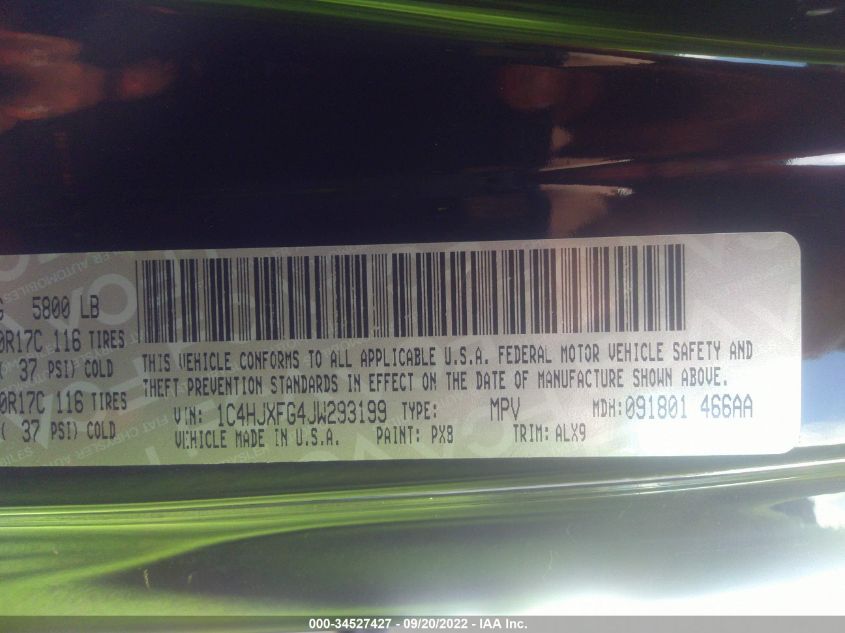 G 5800 LB
0R17C 116 TIRES
( 37 PSI) COLD
0R17C 116 TIRES
( 37 PSI) COLD
THIS VEHICLE CONFORMS TO ALL APPLICABLE U.S.A. FEDERAL MOTOR VEHICLE SAFETY AND
THEFT PREVENTION STANDARDS IN EFFECT ON THE DATE OF MANUFACTURE SHOWN ABOVE.
VIN: 1C4HJXFG4JW293199 TYPE: MPV MDH:091801 466AA
VEHICLE MADE IN U.S.A. PAINT: PX8 TRIM: ALX9
000-34527427 - 09/20/2022 - IAA Inc.